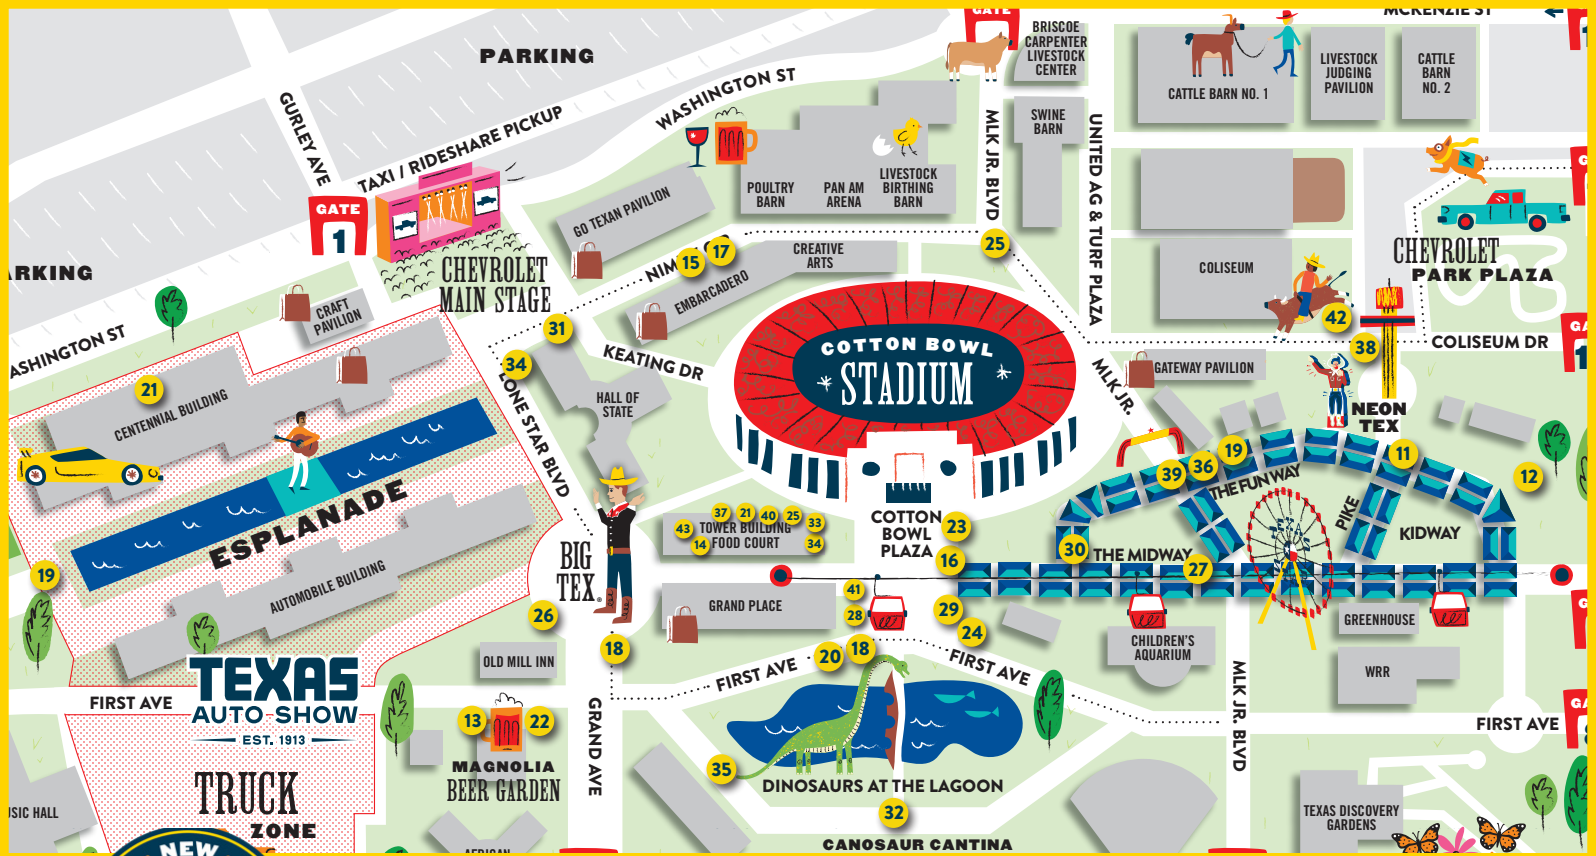 MCKENZIE ST
GATE
BRISCOE
CARPENTER
LIVESTOCK
CENTER
PARKING
WASHINGTON ST
GURLEY AVE
TAXI / RIDESHARE PICKUP
CATTLE BARN NO. 1
LIVESTOCK
JUDGING
PAVILION
CATTLE
BARN
NO. 2
SWINE
BARN
MLK JR. BLVD
UNITED AG & TURF PLAZA
POULTRY
BARN
PAN AM
ARENA
LIVESTOCK
BIRTHING
BARN
GO TEXAN PAVILION
GATE
1
CHEVROLET
MAIN STAGE
15
17
25
CREATIVE
ARTS
EMBARCADERO
COLISEUM
CHEVROLET
PARK PLAZA
42
38
COLISEUM DR
ARKING
CRAFT
PAVILION
ASHINGTON ST
31
34
KEATING DR
COTTON BOWL
STADIUM
MLK JR.
GATEWAY PAVILION
NEON
TEX
21
CENTENNIAL BUILDING
LONE STAR BLVD
HALL OF
STATE
ESPLANADE
AUTOMOBILE BUILDING
19
BIG
TEX
26
18
43
37
21
40
25
33
14
34
TOWER BUILDING
FOOD COURT
COTTON
BOWL
PLAZA
23
16
39
36
19
THE FUN WAY
11
12
PIKE
KIDWAY
30
THE MIDWAY
27
GRAND PLACE
41
28
29
24
CHILDREN'S
AQUARIUM
GREENHOUSE
WRR
OLD MILL INN
FIRST AVE
20
18
FIRST AVE
FIRST AVE
FIRST AVE
MLK JR. BLVD
TEXAS
AUTO SHOW
EST. 1913
TRUCK
ZONE
NEW
13
22
MAGNOLIA
BEER GARDEN
GRAND AVE
35
DINOSAURS AT THE LAGOON
32
CANOSAUR CANTINA
TEXAS DISCOVERY
GARDENS
USIC HALL